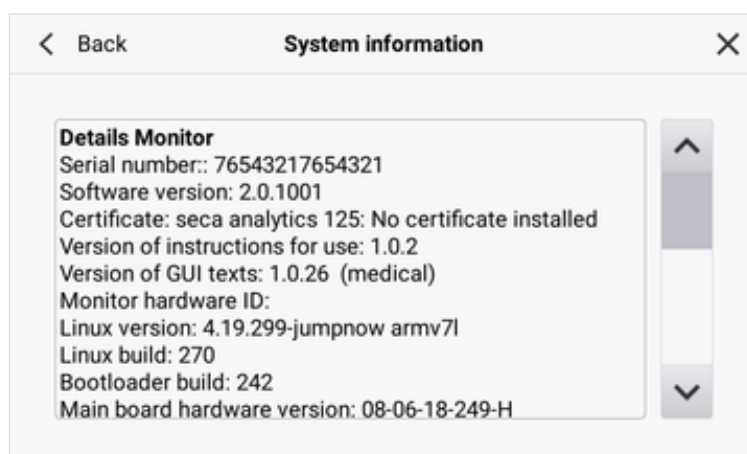 Back
System information
Details Monitor
Serial number:: 76543217654321
Software version: 2.0.1001
Certificate: seca analytics 125: No certificate installed
Version of instructions for use: 1.0.2
Version of GUI texts: 1.0.26 (medical)
Monitor hardware ID:
Linux version: 4.19.299-jumpnow armv7l
Linux build: 270
Bootloader build: 242
Main board hardware version: 08-06-18-249-H